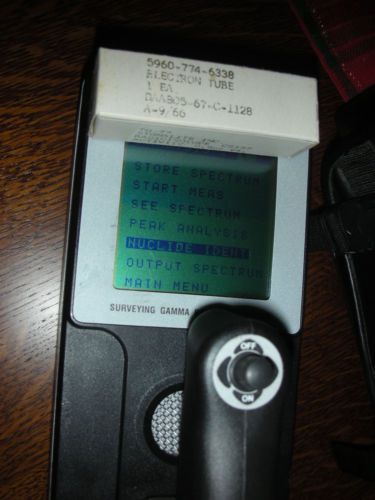 5960-774-6338
ELECTRON TUBE
1 EA.
DAAB05-67-C-1128
A-9/66
STORE SPECTRUM
START MEAS
SEE SPECTRUM
PEAK ANALYSIS
NUCLIDE IDENT
OUTPUT SPECTRUM
MAIN MENU
SURVEYING GAMMA
OFF
ON